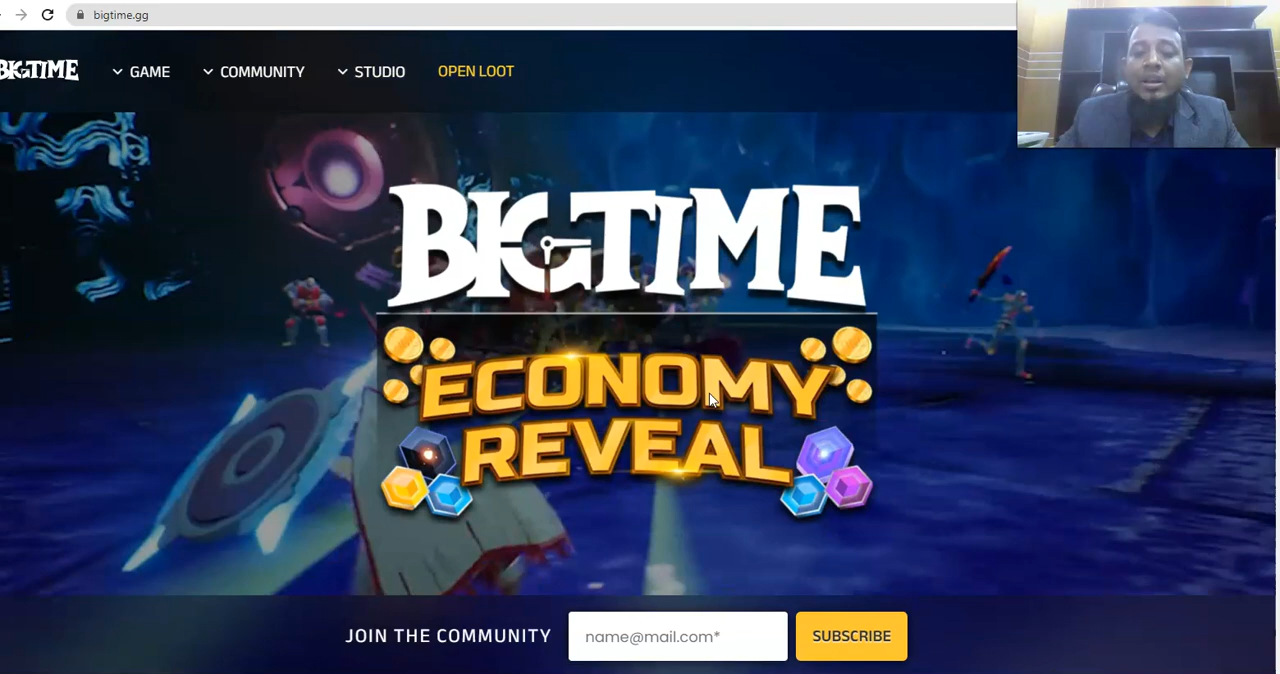 bigtime.gg
BIGTIME
GAME
COMMUNITY
STUDIO
OPEN LOOT
BIGTIME
ECONOMY
REVEAL
JOIN THE COMMUNITY
name@mail.com*
SUBSCRIBE